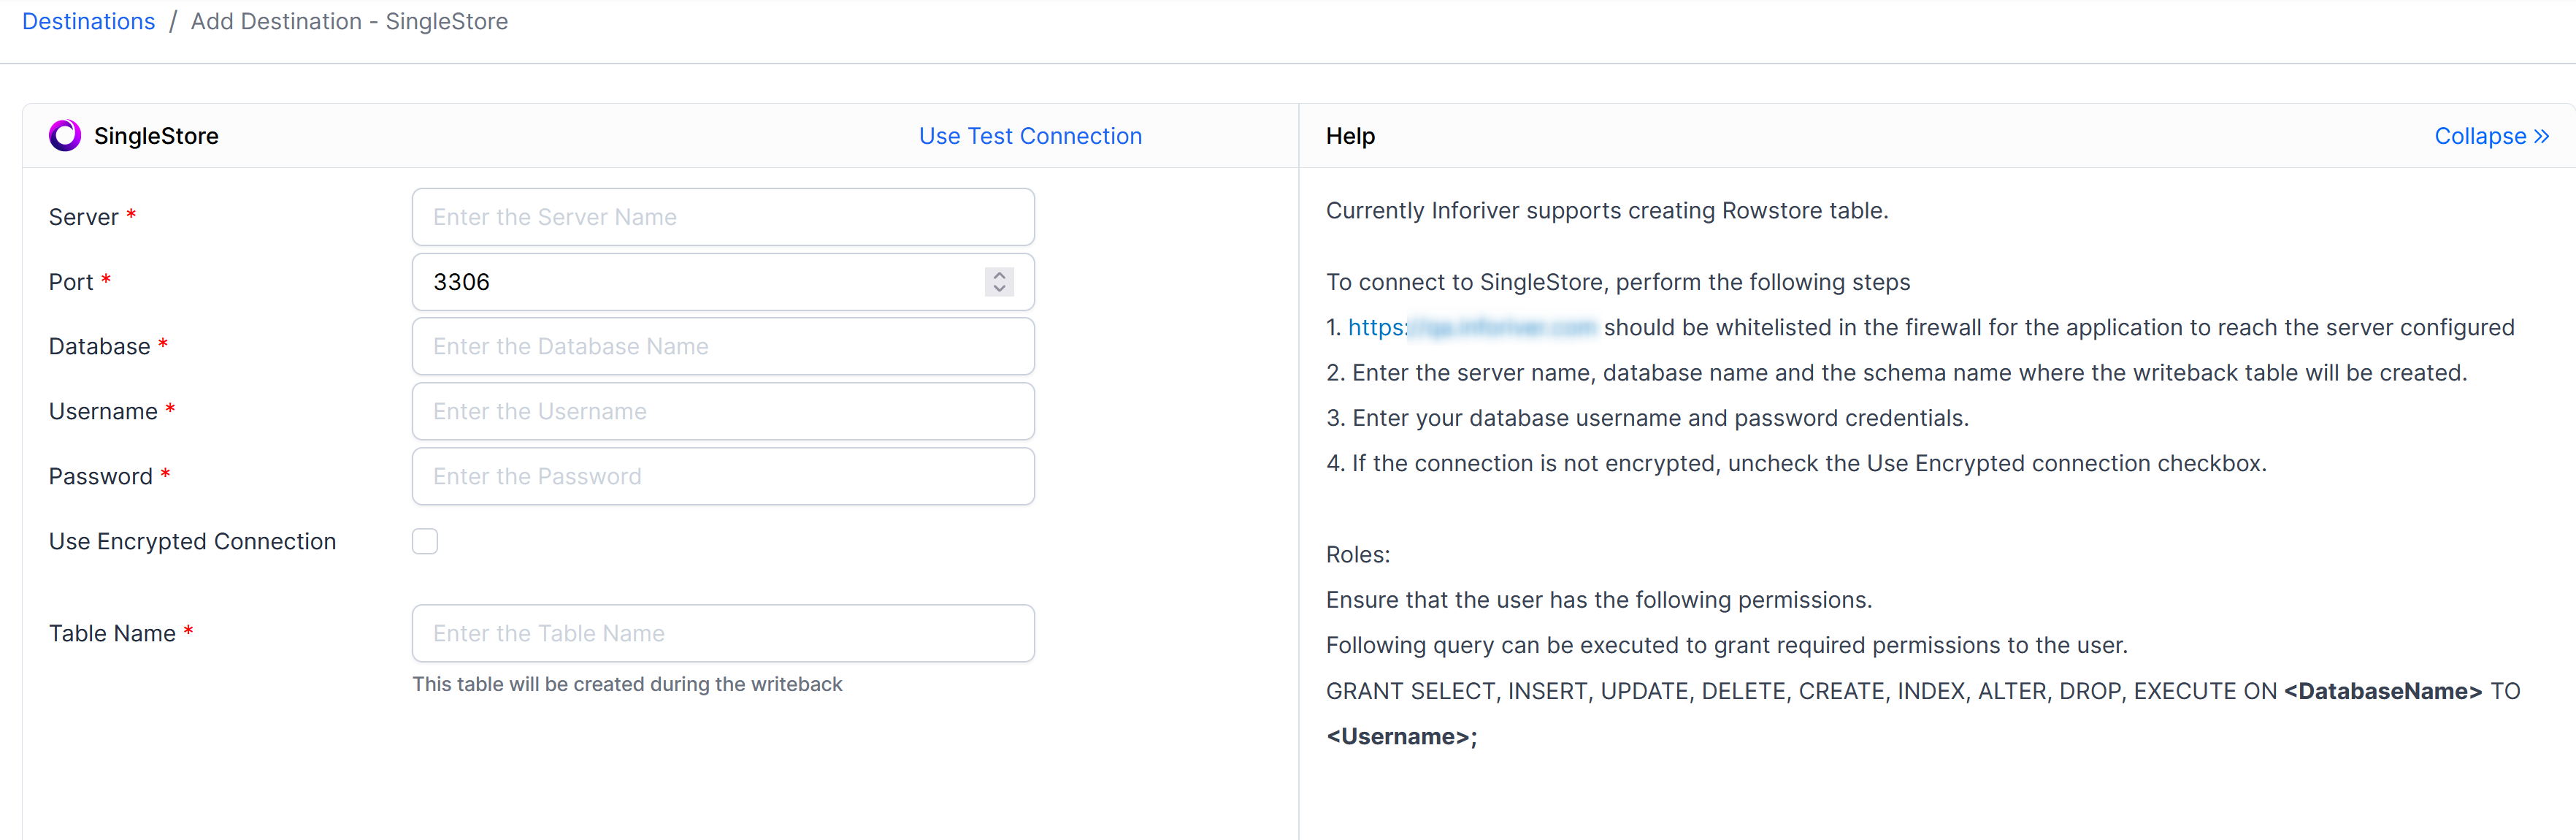 Destinations / Add Destination - SingleStore
SingleStore
Use Test Connection
Server *
Enter the Server Name
Port *
3306
Database *
Enter the Database Name
Username *
Enter the Username
Password *
Enter the Password
Use Encrypted Connection
Table Name *
Enter the Table Name
This table will be created during the writeback
Help
Collapse »
Currently Inforiver supports creating Rowstore table.
To connect to SingleStore, perform the following steps
1. https: should be whitelisted in the firewall for the application to reach the server configured
2. Enter the server name, database name and the schema name where the writeback table will be created.
3. Enter your database username and password credentials.
4. If the connection is not encrypted, uncheck the Use Encrypted connection checkbox.
Roles:
Ensure that the user has the following permissions.
Following query can be executed to grant required permissions to the user.
GRANT SELECT, INSERT, UPDATE, DELETE, CREATE, INDEX, ALTER, DROP, EXECUTE ON <DatabaseName> TO
<Username>;